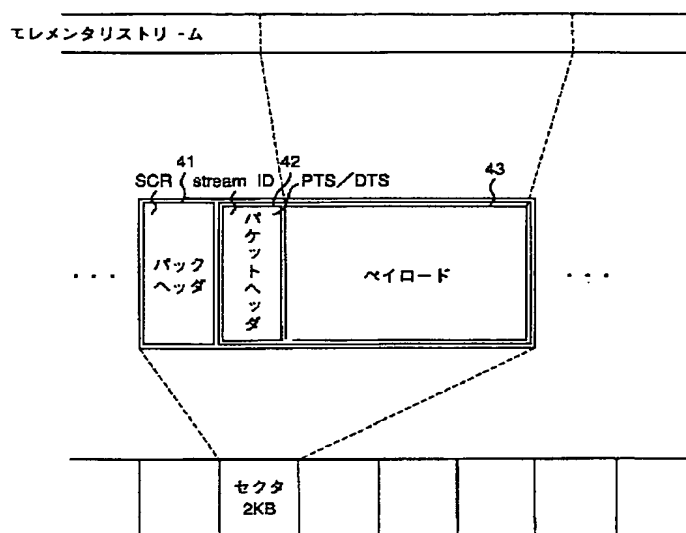 エレメンタリストリーム
41
42
43
SCR
stream ID
PTS/DTS
パックヘッダ
パケットヘッダ
ペイロード
...
...
セクタ
2KB